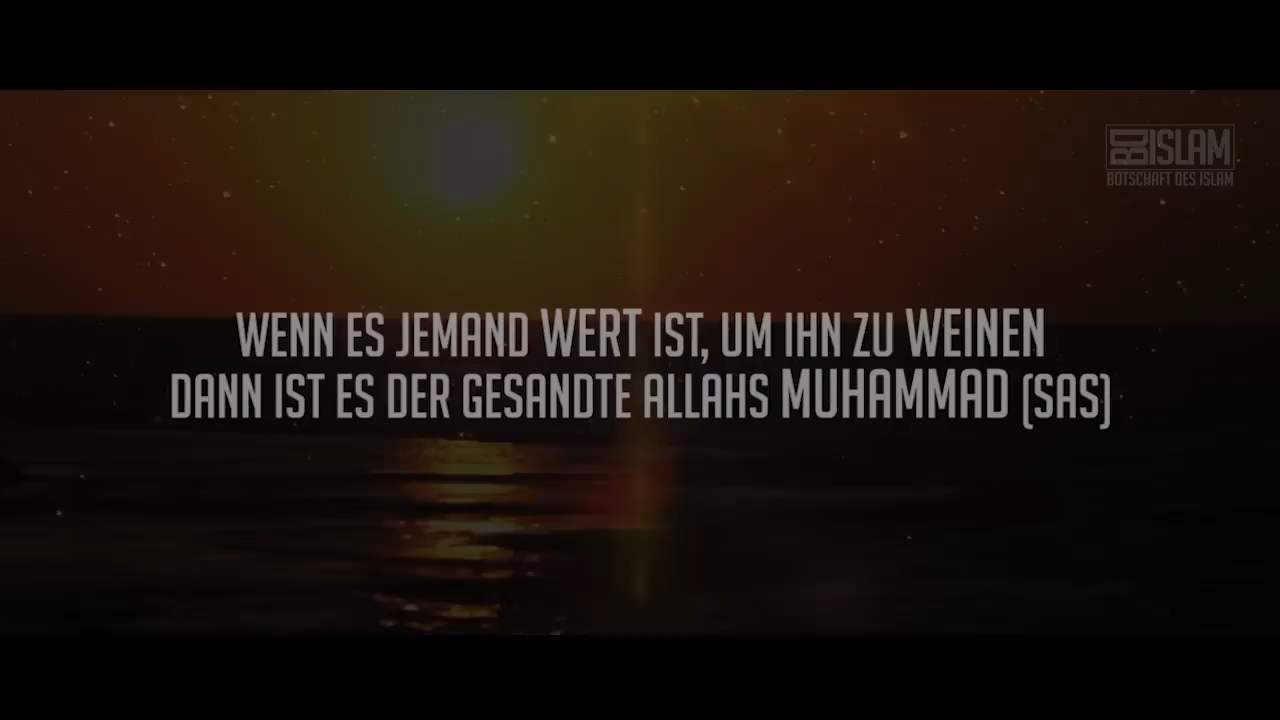 BDISLAM
BOTSCHAFT DES ISLAM
WENN ES JEMAND WERT IST, UM IHN ZU WEINEN
DANN IST ES DER GESANDTE ALLAHS MUHAMMAD (SAS)